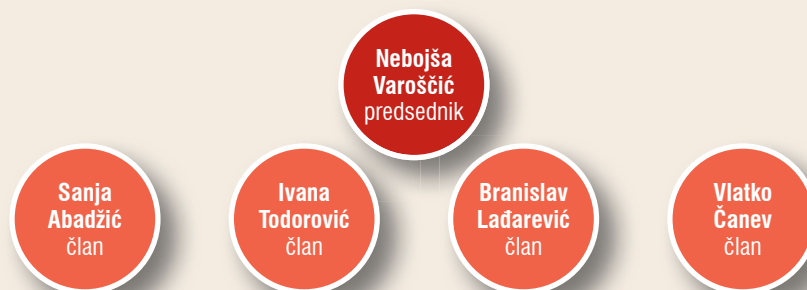 Nebojša
Varoščić
predsednik
Sanja
Abadžić
član
Ivana
Todorović
član
Branislav
Lađarević
član
Vlatko
Čanev
član